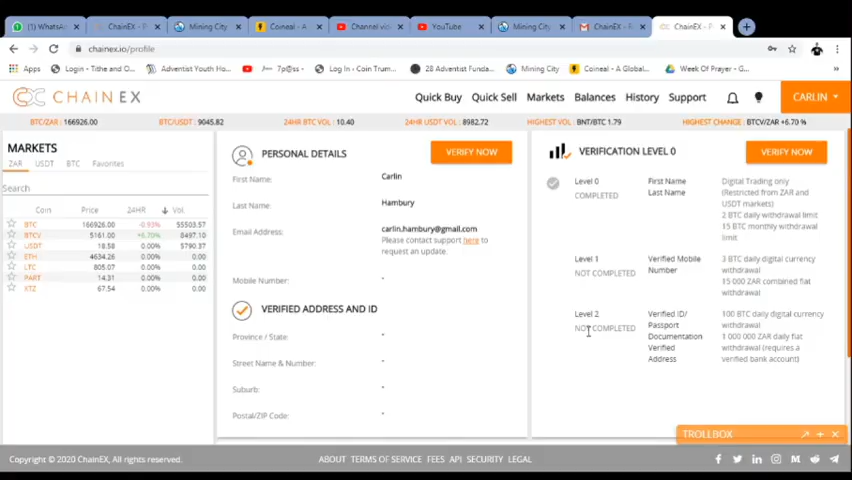 (1) WhatsA
ChainEX - P
Mining City
Coineal - A
Channel vid
YouTube
Mining City
ChainEX - R
ChainEX - P
chainex.io/profile
Apps
Login - Tithe and O...
Adventist Youth Ho...
7p@ss-
Log In - Coin Trum...
28 Adventist Funda...
Mining City
Coineal - A Global...
Week Of Prayer - G...
CHAINEX
Quick Buy
Quick Sell
Markets
Balances
History
Support
CARLIN
BTC/ZAR : 166926.00
BTC/USDT : 9045.82
24HR BTC VOL : 10.40
24HR USDT VOL : 8982.72
HIGHEST VOL : BNT/BTC 1.79
HIGHEST CHANGE : BTCV/ZAR +6.70 %
MARKETS
ZAR USDT BTC Favorites
Search
Coin Price 24HR Vol.
BTC 166926.00 -0.93% 55503.57
BTCV 5161.00 +6.70% 8497.10
USDT 18.58 0.00% 5790.37
ETH 4634.26 0.00% 0.00
LTC 805.07 0.00% 0.00
PART 14.31 0.00% 0.00
XTZ 67.54 0.00% 0.00
PERSONAL DETAILS
VERIFY NOW
First Name: Carlin
Last Name: Hambury
Email Address: carlin.hambury@gmail.com
Please contact support here to
request an update.
Mobile Number: -
VERIFIED ADDRESS AND ID
Province / State: -
Street Name & Number: -
Suburb: -
Postal/ZIP Code: -
VERIFICATION LEVEL 0
VERIFY NOW
Level 0
COMPLETED
First Name
Last Name
Digital Trading only
(Restricted from ZAR and
USDT markets)
2 BTC daily withdrawal limit
15 BTC monthly withdrawal
limit
Level 1
NOT COMPLETED
Verified Mobile
Number
3 BTC daily digital currency
withdrawal
15 000 ZAR combined fiat
withdrawal
Level 2
NOT COMPLETED
Verified ID/
Passport
Documentation
Verified
Address
100 BTC daily digital currency
withdrawal
1 000 000 ZAR daily fiat
withdrawal (requires a
verified bank account)
TROLLBOX
Copyright © 2020 ChainEX, All rights reserved.
ABOUT TERMS OF SERVICE FEES API SECURITY LEGAL